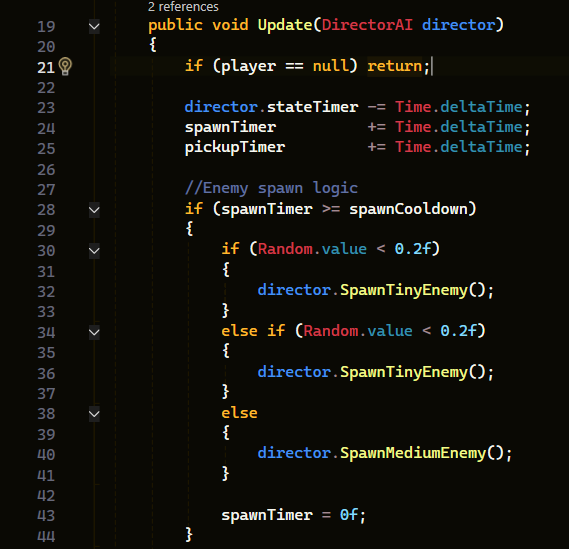 2 references
19 public void Update(DirectorAI director)
20 {
21 if (player == null) return;
22
23 director.stateTimer -= Time.deltaTime;
24 spawnTimer += Time.deltaTime;
25 pickupTimer += Time.deltaTime;
26
27 //Enemy spawn logic
28 if (spawnTimer >= spawnCooldown)
29 {
30 if (Random.value < 0.2f)
31 {
32 director.SpawnTinyEnemy();
33 }
34 else if (Random.value < 0.2f)
35 {
36 director.SpawnTinyEnemy();
37 }
38 else
39 {
40 director.SpawnMediumEnemy();
41 }
42
43 spawnTimer = 0f;
44 }